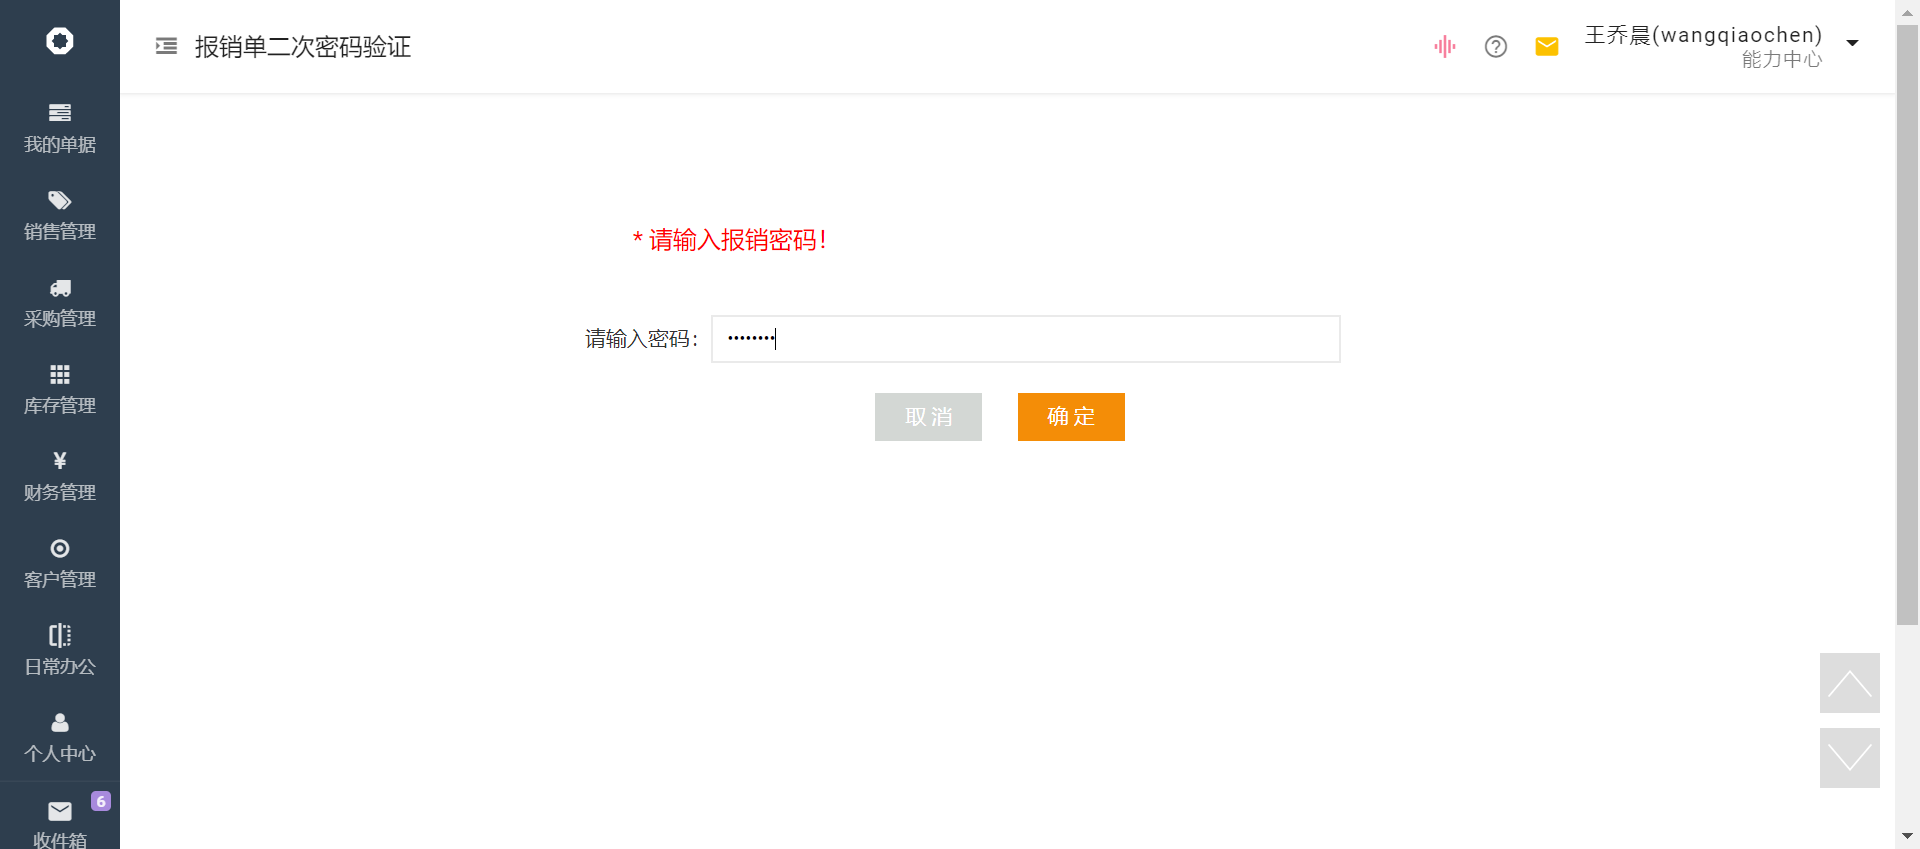 报销单二次密码验证
王乔晨(wangqiaochen)
能力中心
我的单据
销售管理
采购管理
库存管理
¥
财务管理
客户管理
日常办公
个人中心
6
收件箱
* 请输入报销密码！
请输入密码：
••••••••
取消
确定